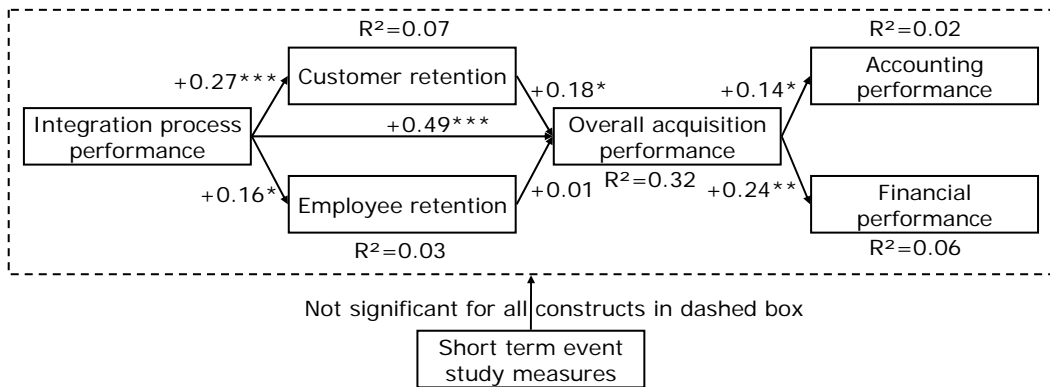 R²=0.07
R²=0.02
+0.27***
Customer retention
+0.18*
+0.14*
Accounting
performance
Integration process
performance
+0.49***
Overall acquisition
performance
R²=0.32
+0.16*
Employee retention
+0.01
+0.24**
Financial
performance
R²=0.03
R²=0.06
Not significant for all constructs in dashed box
Short term event
study measures